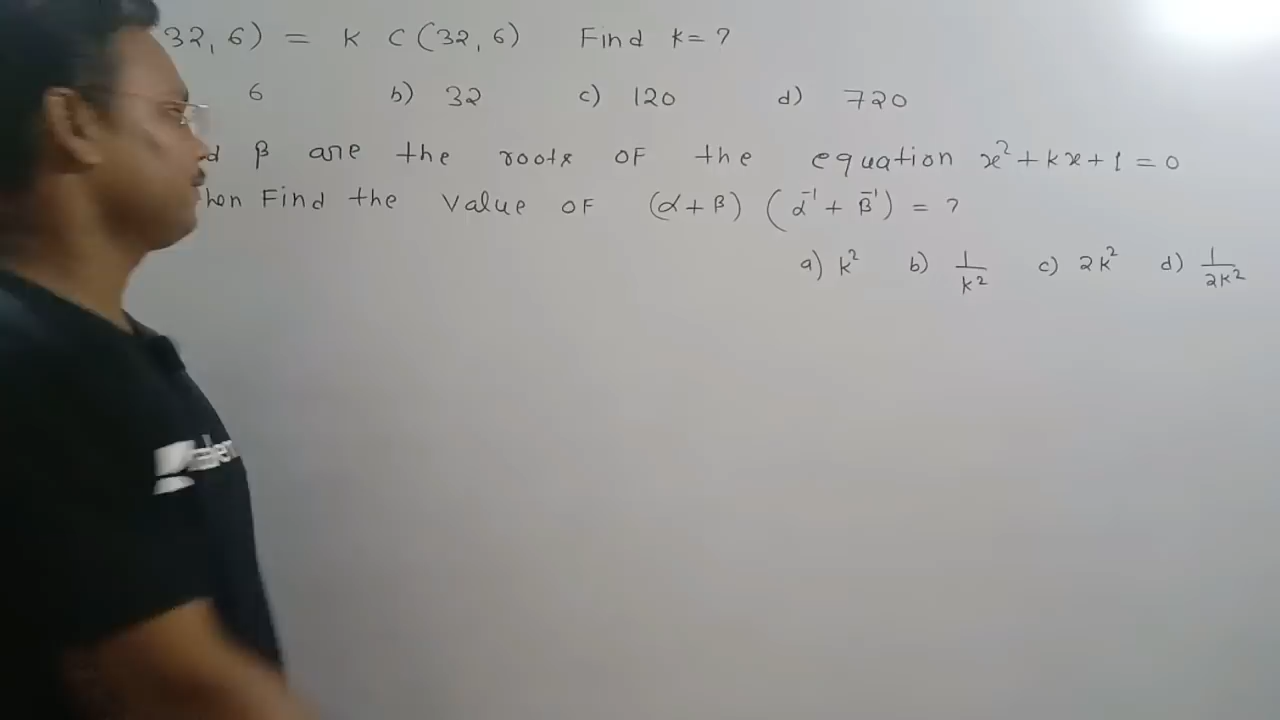 32, 6) = K C (32, 6) Find K = ?
6 b) 32 c) 120 d) 720
β are the roots OF the equation x² + kx + 1 = 0
Find the value OF (α + β) (α⁻¹ + β⁻¹) = ?
a) k² b) 1/k² c) 2k² d) 1/2k²